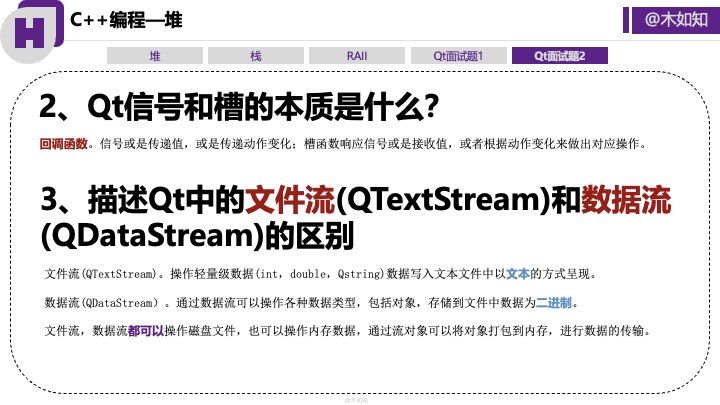 H
C++编程—堆
@木如知
堆 栈 RAII Qt面试题1 Qt面试题2
2、Qt信号和槽的本质是什么?
回调函数。信号或是传递值，或是传递动作变化；槽函数响应信号或是接收值，或者根据动作变化来做出对应操作。
3、描述Qt中的文件流(QTextStream)和数据流
(QDataStream)的区别
文件流(QTextStream)。操作轻量级数据(int, double, Qstring)数据写入文本文件中以文本的方式呈现。
数据流(QDataStream）。通过数据流可以操作各种数据类型，包括对象，存储到文件中数据为二进制。
文件流，数据流都可以操作磁盘文件，也可以操作内存数据，通过流对象可以将对象打包到内存，进行数据的传输。
@木如知